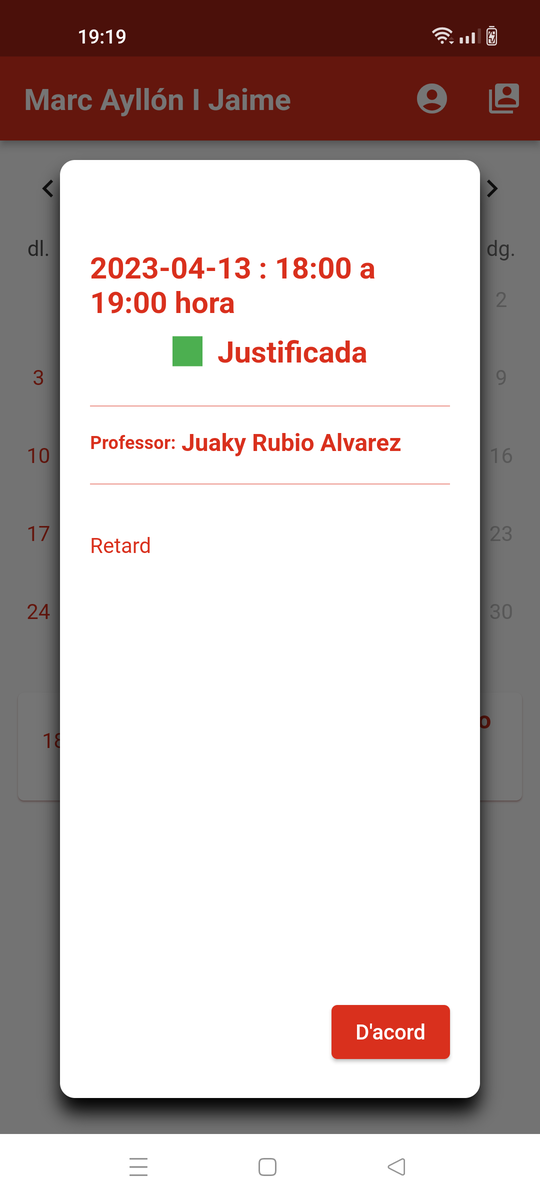 19:19
Marc Ayllón I Jaime
dl.
dg.
2
2023-04-13 : 18:00 a
19:00 hora
Justificada
3
9
Professor: Juaky Rubio Alvarez
10
16
17
23
Retard
24
30
18
o
D'acord